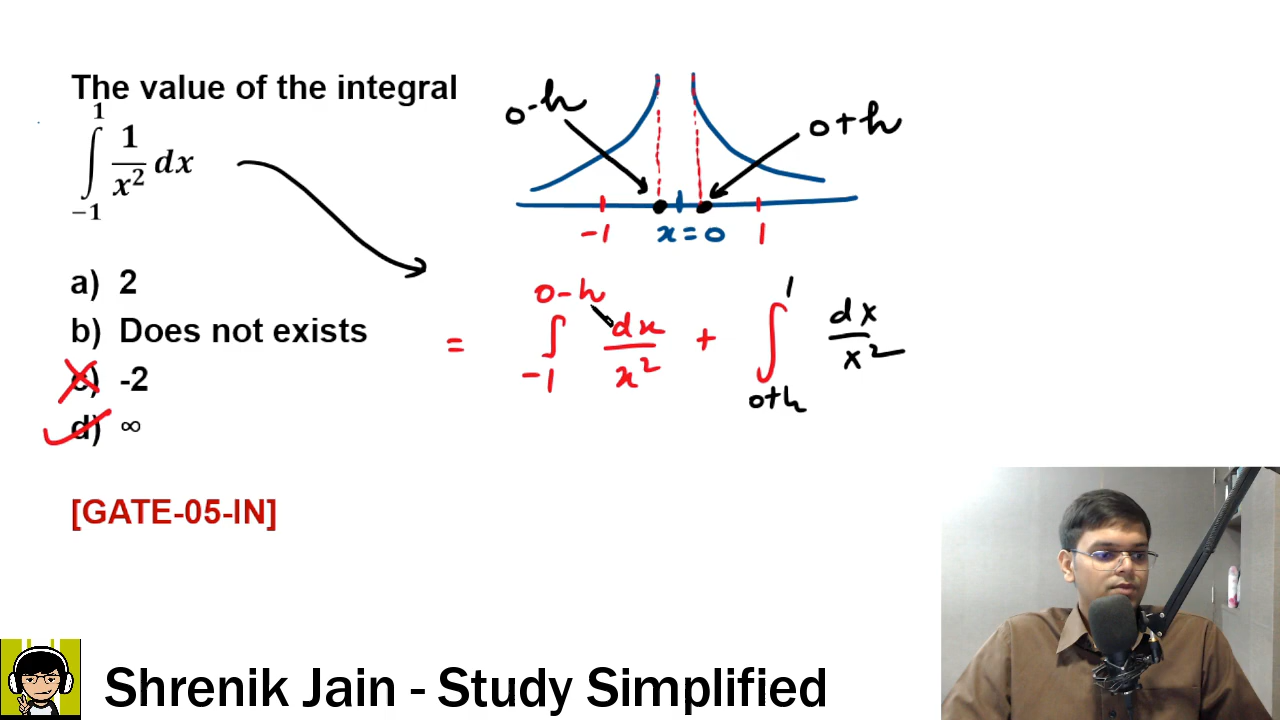 The value of the integral
1
∫ 1/x² dx
−1
a) 2
b) Does not exists
c) -2
d) ∞
[GATE-05-IN]
0-h
0+h
-1 x=0 1
0-h 1
= ∫ dx/x² + ∫ dx/x²
-1 0+h
Shrenik Jain - Study Simplified